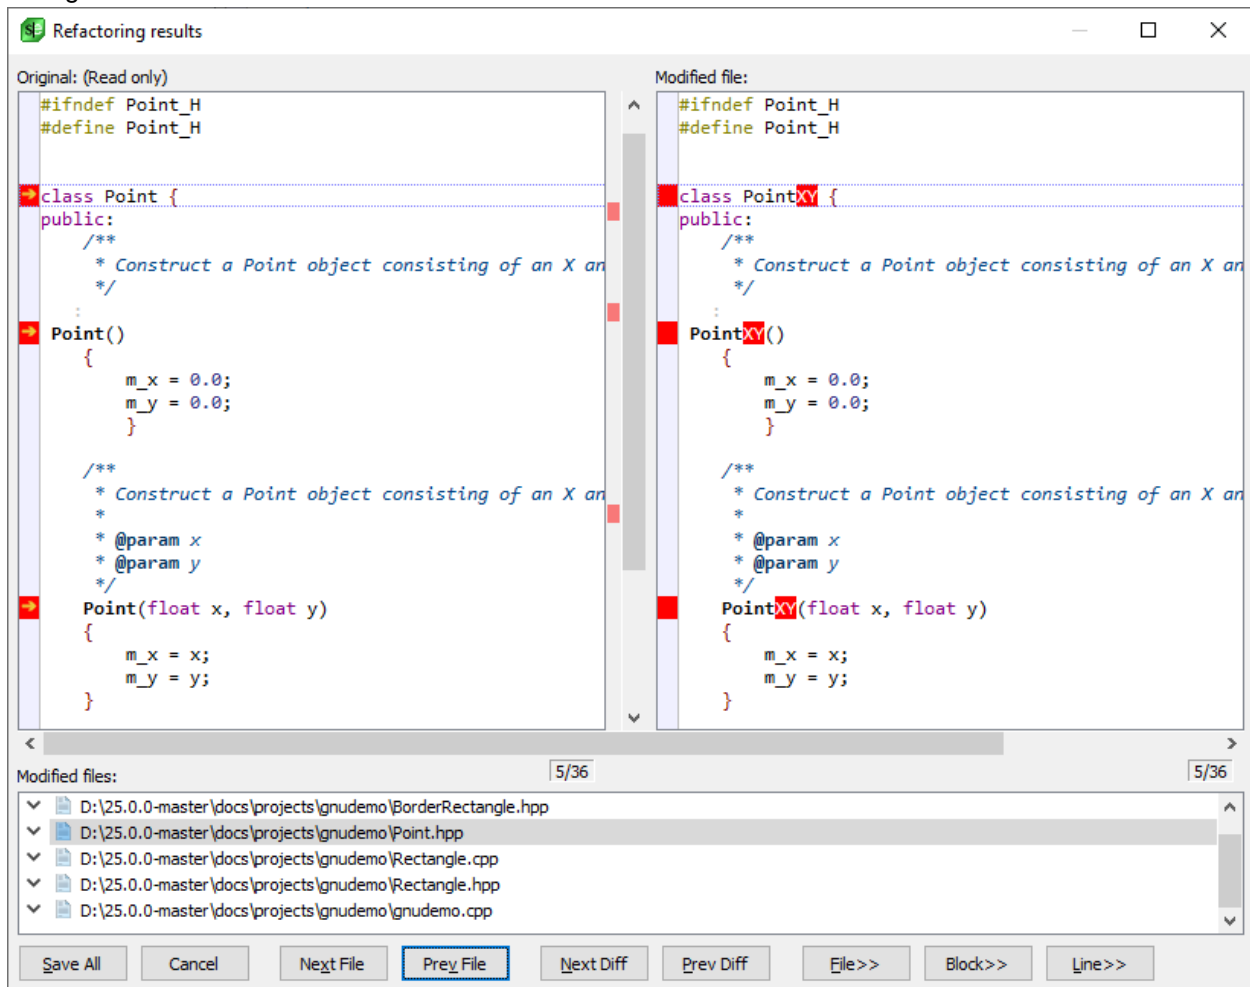 Refactoring results
Original: (Read only)
#ifndef Point_H
#define Point_H
class Point {
public:
/**
* Construct a Point object consisting of an X an
*/
:
Point()
{
m_x = 0.0;
m_y = 0.0;
}
/**
* Construct a Point object consisting of an X an
*
* @param x
* @param y
*/
Point(float x, float y)
{
m_x = x;
m_y = y;
}
Modified file:
#ifndef Point_H
#define Point_H
class PointXY {
public:
/**
* Construct a Point object consisting of an X an
*/
:
PointXY()
{
m_x = 0.0;
m_y = 0.0;
}
/**
* Construct a Point object consisting of an X an
*
* @param x
* @param y
*/
PointXY(float x, float y)
{
m_x = x;
m_y = y;
}
Modified files:
5/36
5/36
D:\25.0.0-master\docs\projects\gnudemo\BorderRectangle.hpp
D:\25.0.0-master\docs\projects\gnudemo\Point.hpp
D:\25.0.0-master\docs\projects\gnudemo\Rectangle.cpp
D:\25.0.0-master\docs\projects\gnudemo\Rectangle.hpp
D:\25.0.0-master\docs\projects\gnudemo\gnudemo.cpp
Save All
Cancel
Next File
Prev File
Next Diff
Prev Diff
File>>
Block>>
Line>>